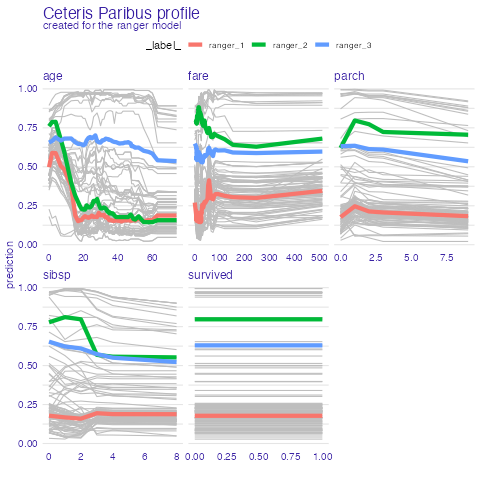 Ceteris Paribus profile
created for the ranger model
_label_ ranger_1 ranger_2 ranger_3
age fare parch
1.00
0.75
0.50
0.25
0.00
0 20 40 60 0 100 200 300 400 500 0.0 2.5 5.0 7.5
prediction
sibsp survived
1.00
0.75
0.50
0.25
0.00
0 2 4 6 8 0.00 0.25 0.50 0.75 1.00